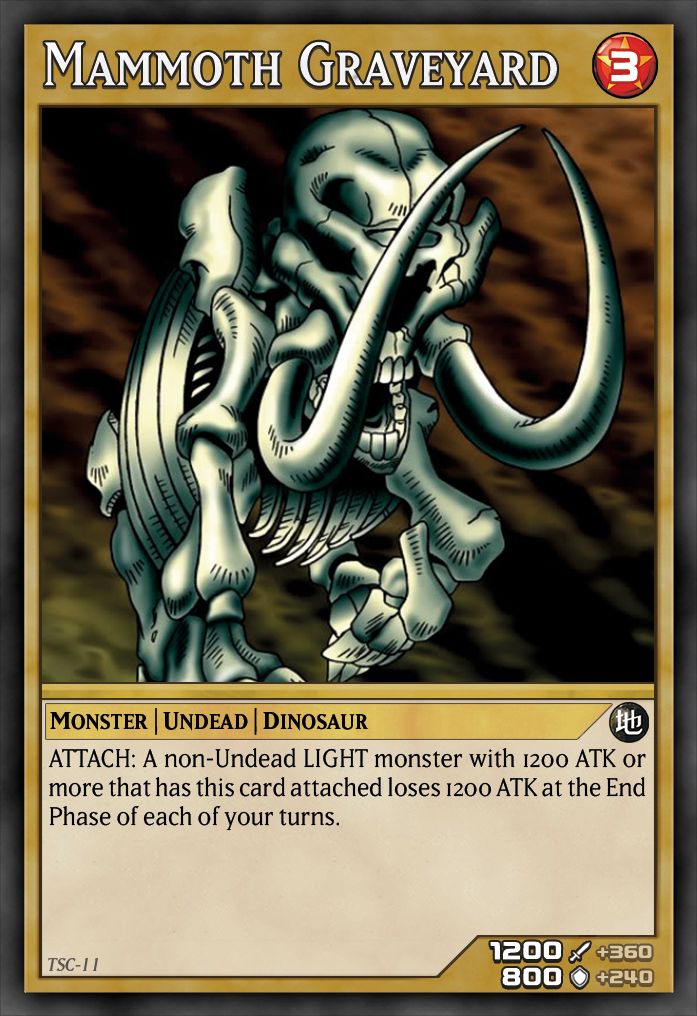 Mammoth Graveyard
3
Monster | Undead | Dinosaur
ATTACH: A non-Undead LIGHT monster with 1200 ATK or
more that has this card attached loses 1200 ATK at the End
Phase of each of your turns.
1200 +360
TSC-11
800 +240